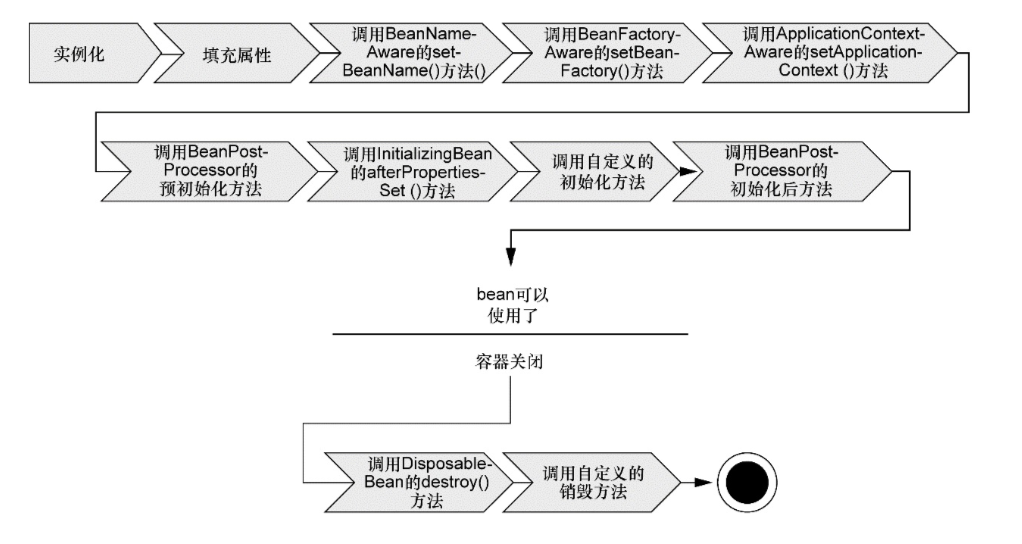 实例化
填充属性
调用BeanName-
Aware的set-
BeanName()方法()
调用BeanFactory-
Aware的setBean-
Factory()方法
调用ApplicationContext-
Aware的setApplication-
Context ()方法
调用BeanPost-
Processor的
预初始化方法
调用InitializingBean
的afterProperties-
Set ()方法
调用自定义的
初始化方法
调用BeanPost-
Processor的
初始化后方法
bean可以
使用了
容器关闭
调用Disposable-
Bean的destroy()
方法
调用自定义的
销毁方法